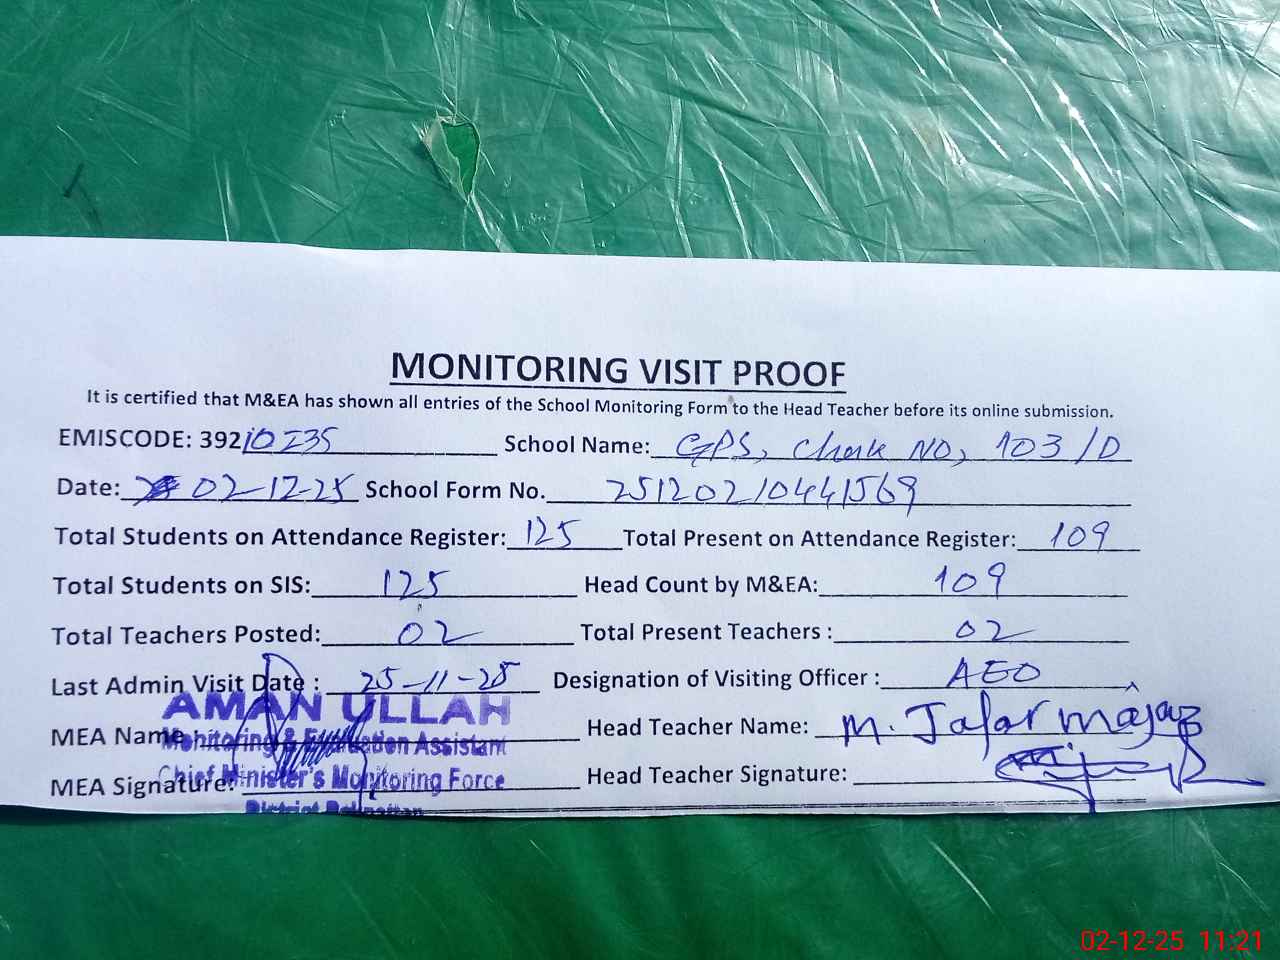 MONITORING VISIT PROOF
It is certified that M&EA has shown all entries of the School Monitoring Form to the Head Teacher before its online submission.
EMISCODE: 39210235 School Name: GPS, Chak NO, 103/D
Date: 02-12-25 School Form No. 25120210441569
Total Students on Attendance Register: 125 Total Present on Attendance Register: 109
Total Students on SIS: 125 Head Count by M&EA: 109
Total Teachers Posted: 02 Total Present Teachers : 02
Last Admin Visit Date : 25-11-25 Designation of Visiting Officer : AEO
AMAN ULLAH
MEA Name Monitoring & Evaluation Assistant Head Teacher Name: M. Jafar
MEA Signature: Chief Minister's Monitoring Force Head Teacher Signature:
District
02-12-25 11:21